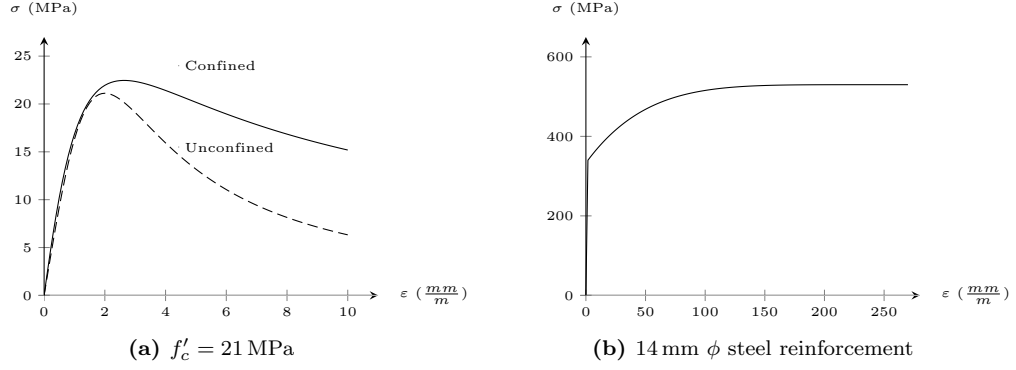 σ (MPa)
25
20
15
10
5
0
0 2 4 6 8 10
ε (mm/m)
Confined
Unconfined
(a) f′c = 21 MPa
σ (MPa)
600
400
200
0
0 50 100 150 200 250
ε (mm/m)
(b) 14 mm ϕ steel reinforcement